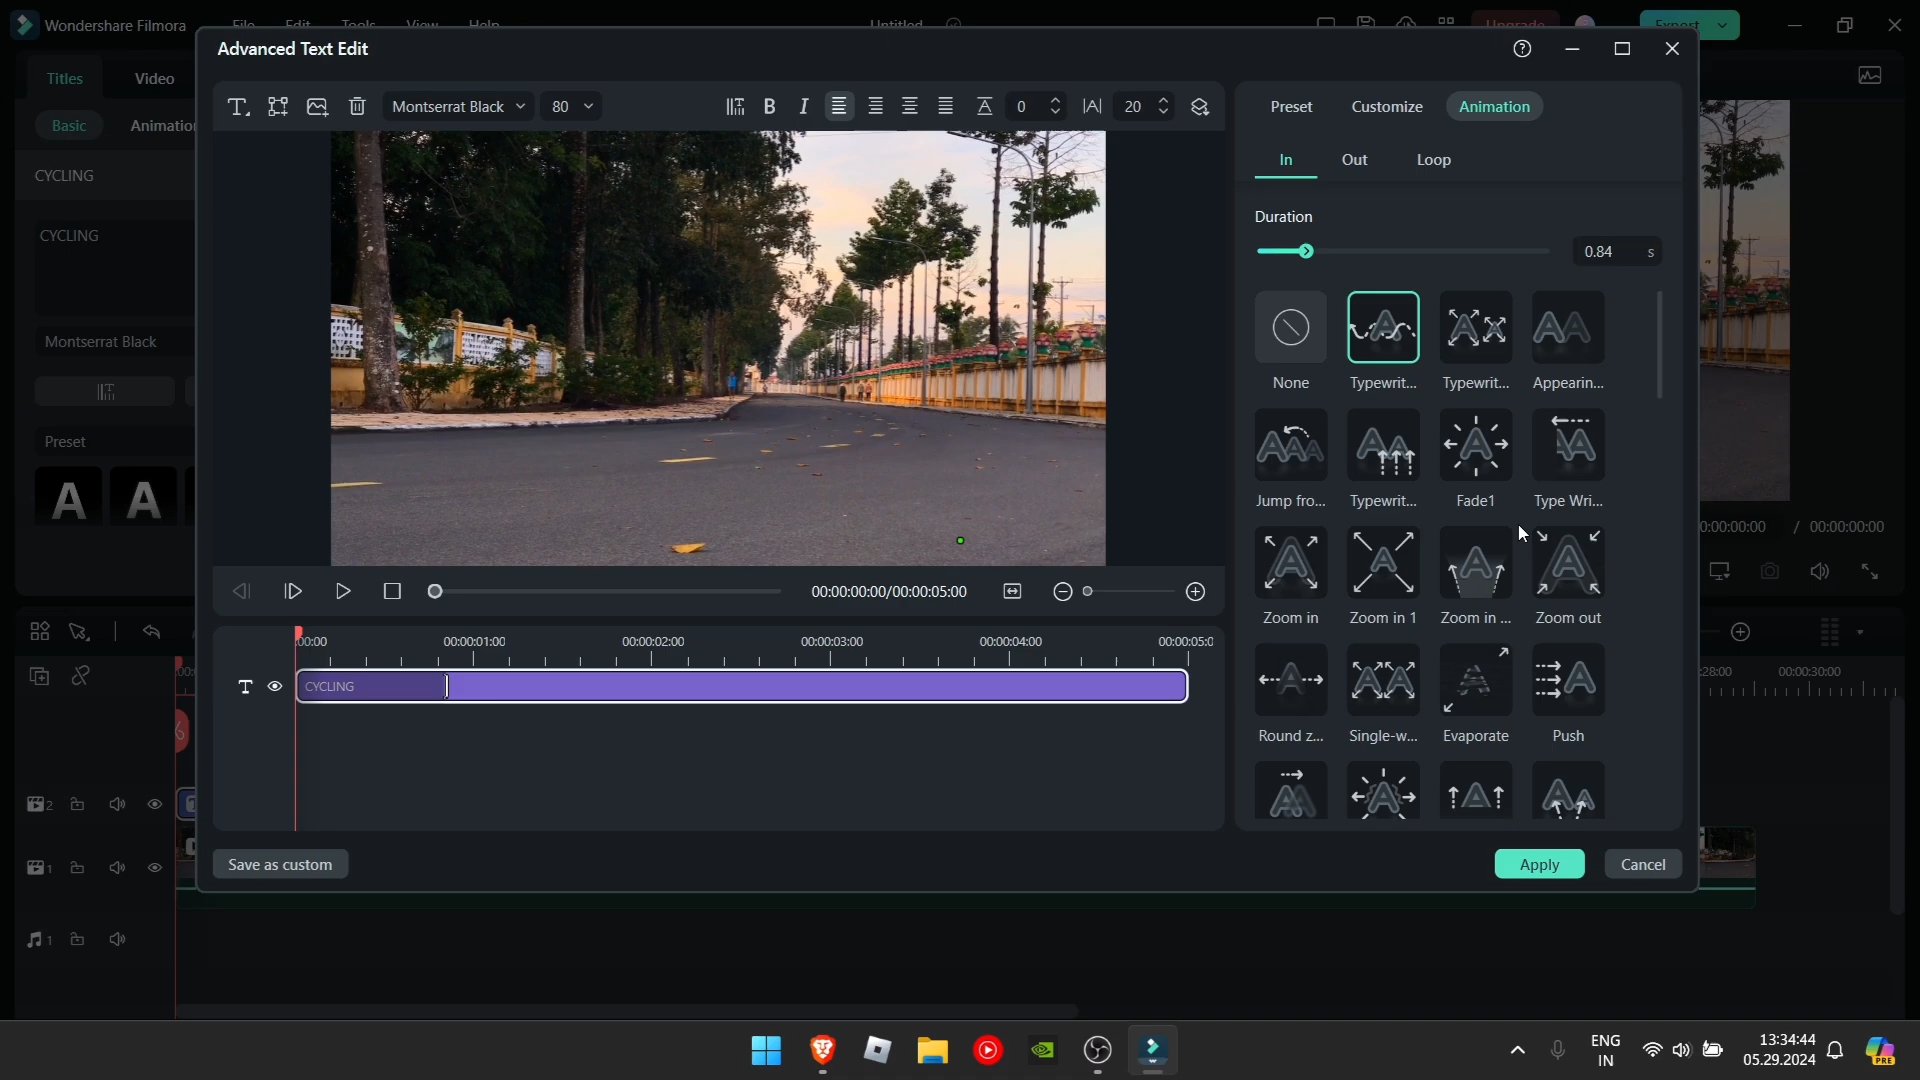 Wondershare Filmora File Edit Tools View Help Untitled Upgrade Export
Advanced Text Edit
Titles Video
Basic
CYCLING
CYCLING
Montserrat Black
Preset
A A
Montserrat Black 80 0 20
Preset Customize Animation
In Out Loop
Duration
0.84 s
None Typewrit... Typewrit... Appearin...
Jump fro... Typewrit... Fade1 Type Wri...
Zoom in Zoom in 1 Zoom in ... Zoom out
Round z... Single-w... Evaporate Push
00:00:00:00/00:00:05:00
:00:00 00:00:01:00 00:00:02:00 00:00:03:00 00:00:04:00 00:00:05:0
T CYCLING
Save as custom Apply Cancel
0:00:00:00 / 00:00:00:00
:28:00 00:00:30:00
2
1
1
ENG
IN
13:34:44
05.29.2024
PRE